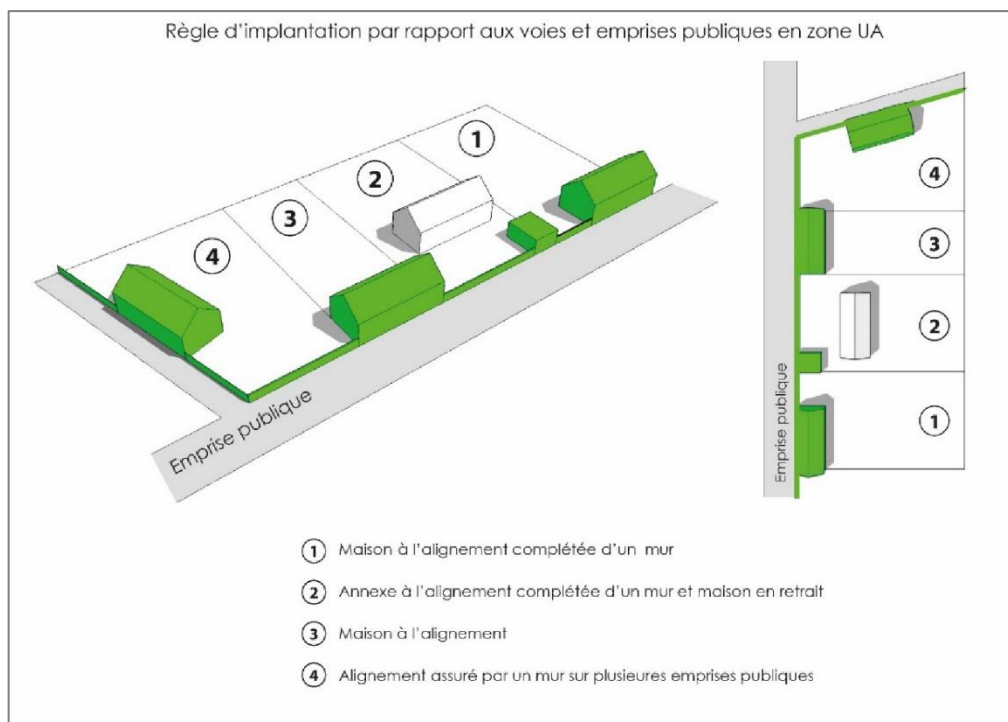 Règle d'implantation par rapport aux voies et emprises publiques en zone UA
1
2
3
4
Emprise publique
4
3
2
1
Emprise publique
1 Maison à l'alignement complétée d'un mur
2 Annexe à l'alignement complétée d'un mur et maison en retrait
3 Maison à l'alignement
4 Alignement assuré par un mur sur plusieures emprises publiques